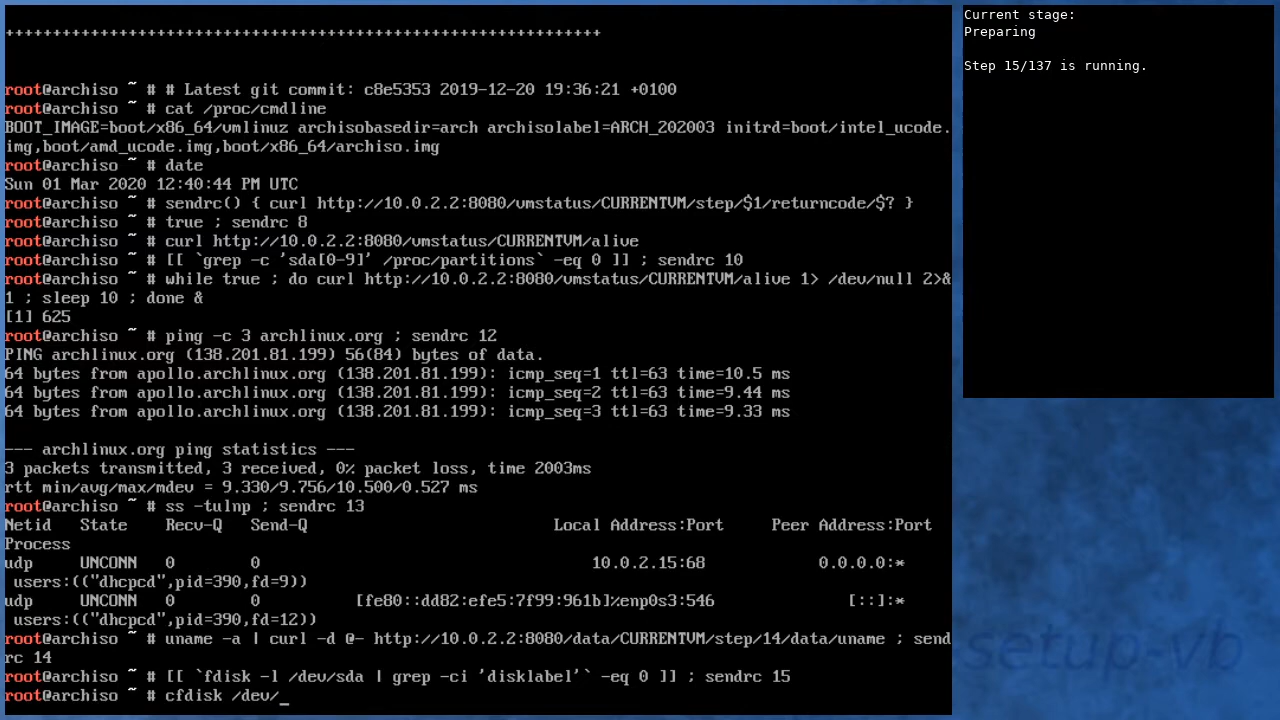 ++++++++++++++++++++++++++++++++++++++++++++++++++++++++++++++++
root@archiso ~ # # Latest git commit: c8e5353 2019-12-20 19:36:21 +0100
root@archiso ~ # cat /proc/cmdline
BOOT_IMAGE=boot/x86_64/vmlinuz archisobasedir=arch archisolabel=ARCH_202003 initrd=boot/intel_ucode.
img,boot/amd_ucode.img,boot/x86_64/archiso.img
root@archiso ~ # date
Sun 01 Mar 2020 12:40:44 PM UTC
root@archiso ~ # sendrc() { curl http://10.0.2.2:8080/vmstatus/CURRENTVM/step/$1/returncode/$? }
root@archiso ~ # true ; sendrc 8
root@archiso ~ # curl http://10.0.2.2:8080/vmstatus/CURRENTVM/alive
root@archiso ~ # [[ `grep -c 'sda[0-9]' /proc/partitions` -eq 0 ]] ; sendrc 10
root@archiso ~ # while true ; do curl http://10.0.2.2:8080/vmstatus/CURRENTVM/alive 1> /dev/null 2>&
1 ; sleep 10 ; done &
[1] 625
root@archiso ~ # ping -c 3 archlinux.org ; sendrc 12
PING archlinux.org (138.201.81.199) 56(84) bytes of data.
64 bytes from apollo.archlinux.org (138.201.81.199): icmp_seq=1 ttl=63 time=10.5 ms
64 bytes from apollo.archlinux.org (138.201.81.199): icmp_seq=2 ttl=63 time=9.44 ms
64 bytes from apollo.archlinux.org (138.201.81.199): icmp_seq=3 ttl=63 time=9.33 ms
--- archlinux.org ping statistics ---
3 packets transmitted, 3 received, 0% packet loss, time 2003ms
rtt min/avg/max/mdev = 9.330/9.756/10.500/0.527 ms
root@archiso ~ # ss -tulnp ; sendrc 13
Netid State Recv-Q Send-Q Local Address:Port Peer Address:Port
Process
udp UNCONN 0 0 10.0.2.15:68 0.0.0.0:*
users:(("dhcpcd",pid=390,fd=9))
udp UNCONN 0 0 [fe80::dd82:efe5:7f99:961b]%enp0s3:546 [::]:*
users:(("dhcpcd",pid=390,fd=12))
root@archiso ~ # uname -a | curl -d @- http://10.0.2.2:8080/data/CURRENTVM/step/14/data/uname ; send
rc 14
root@archiso ~ # [[ `fdisk -l /dev/sda | grep -ci 'disklabel'` -eq 0 ]] ; sendrc 15
root@archiso ~ # cfdisk /dev/_
Current stage:
Preparing
Step 15/137 is running.
setup-vb